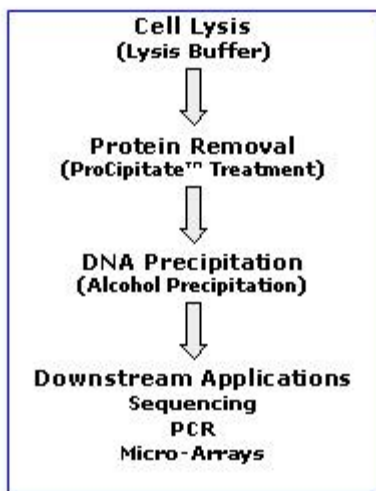 Cell Lysis
(Lysis Buffer)
Protein Removal
(ProCipitate™ Treatment)
DNA Precipitation
(Alcohol Precipitation)
Downstream Applications
Sequencing
PCR
Micro-Arrays